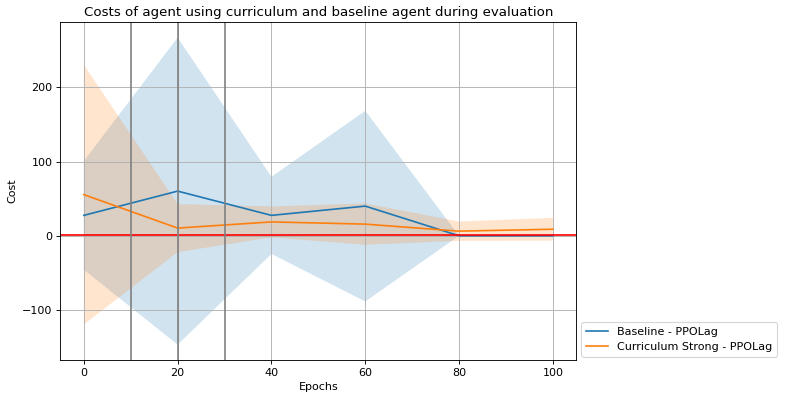 Costs of agent using curriculum and baseline agent during evaluation
Cost
200
100
0
−100
0 20 40 60 80 100
Epochs
Baseline - PPOLag
Curriculum Strong - PPOLag